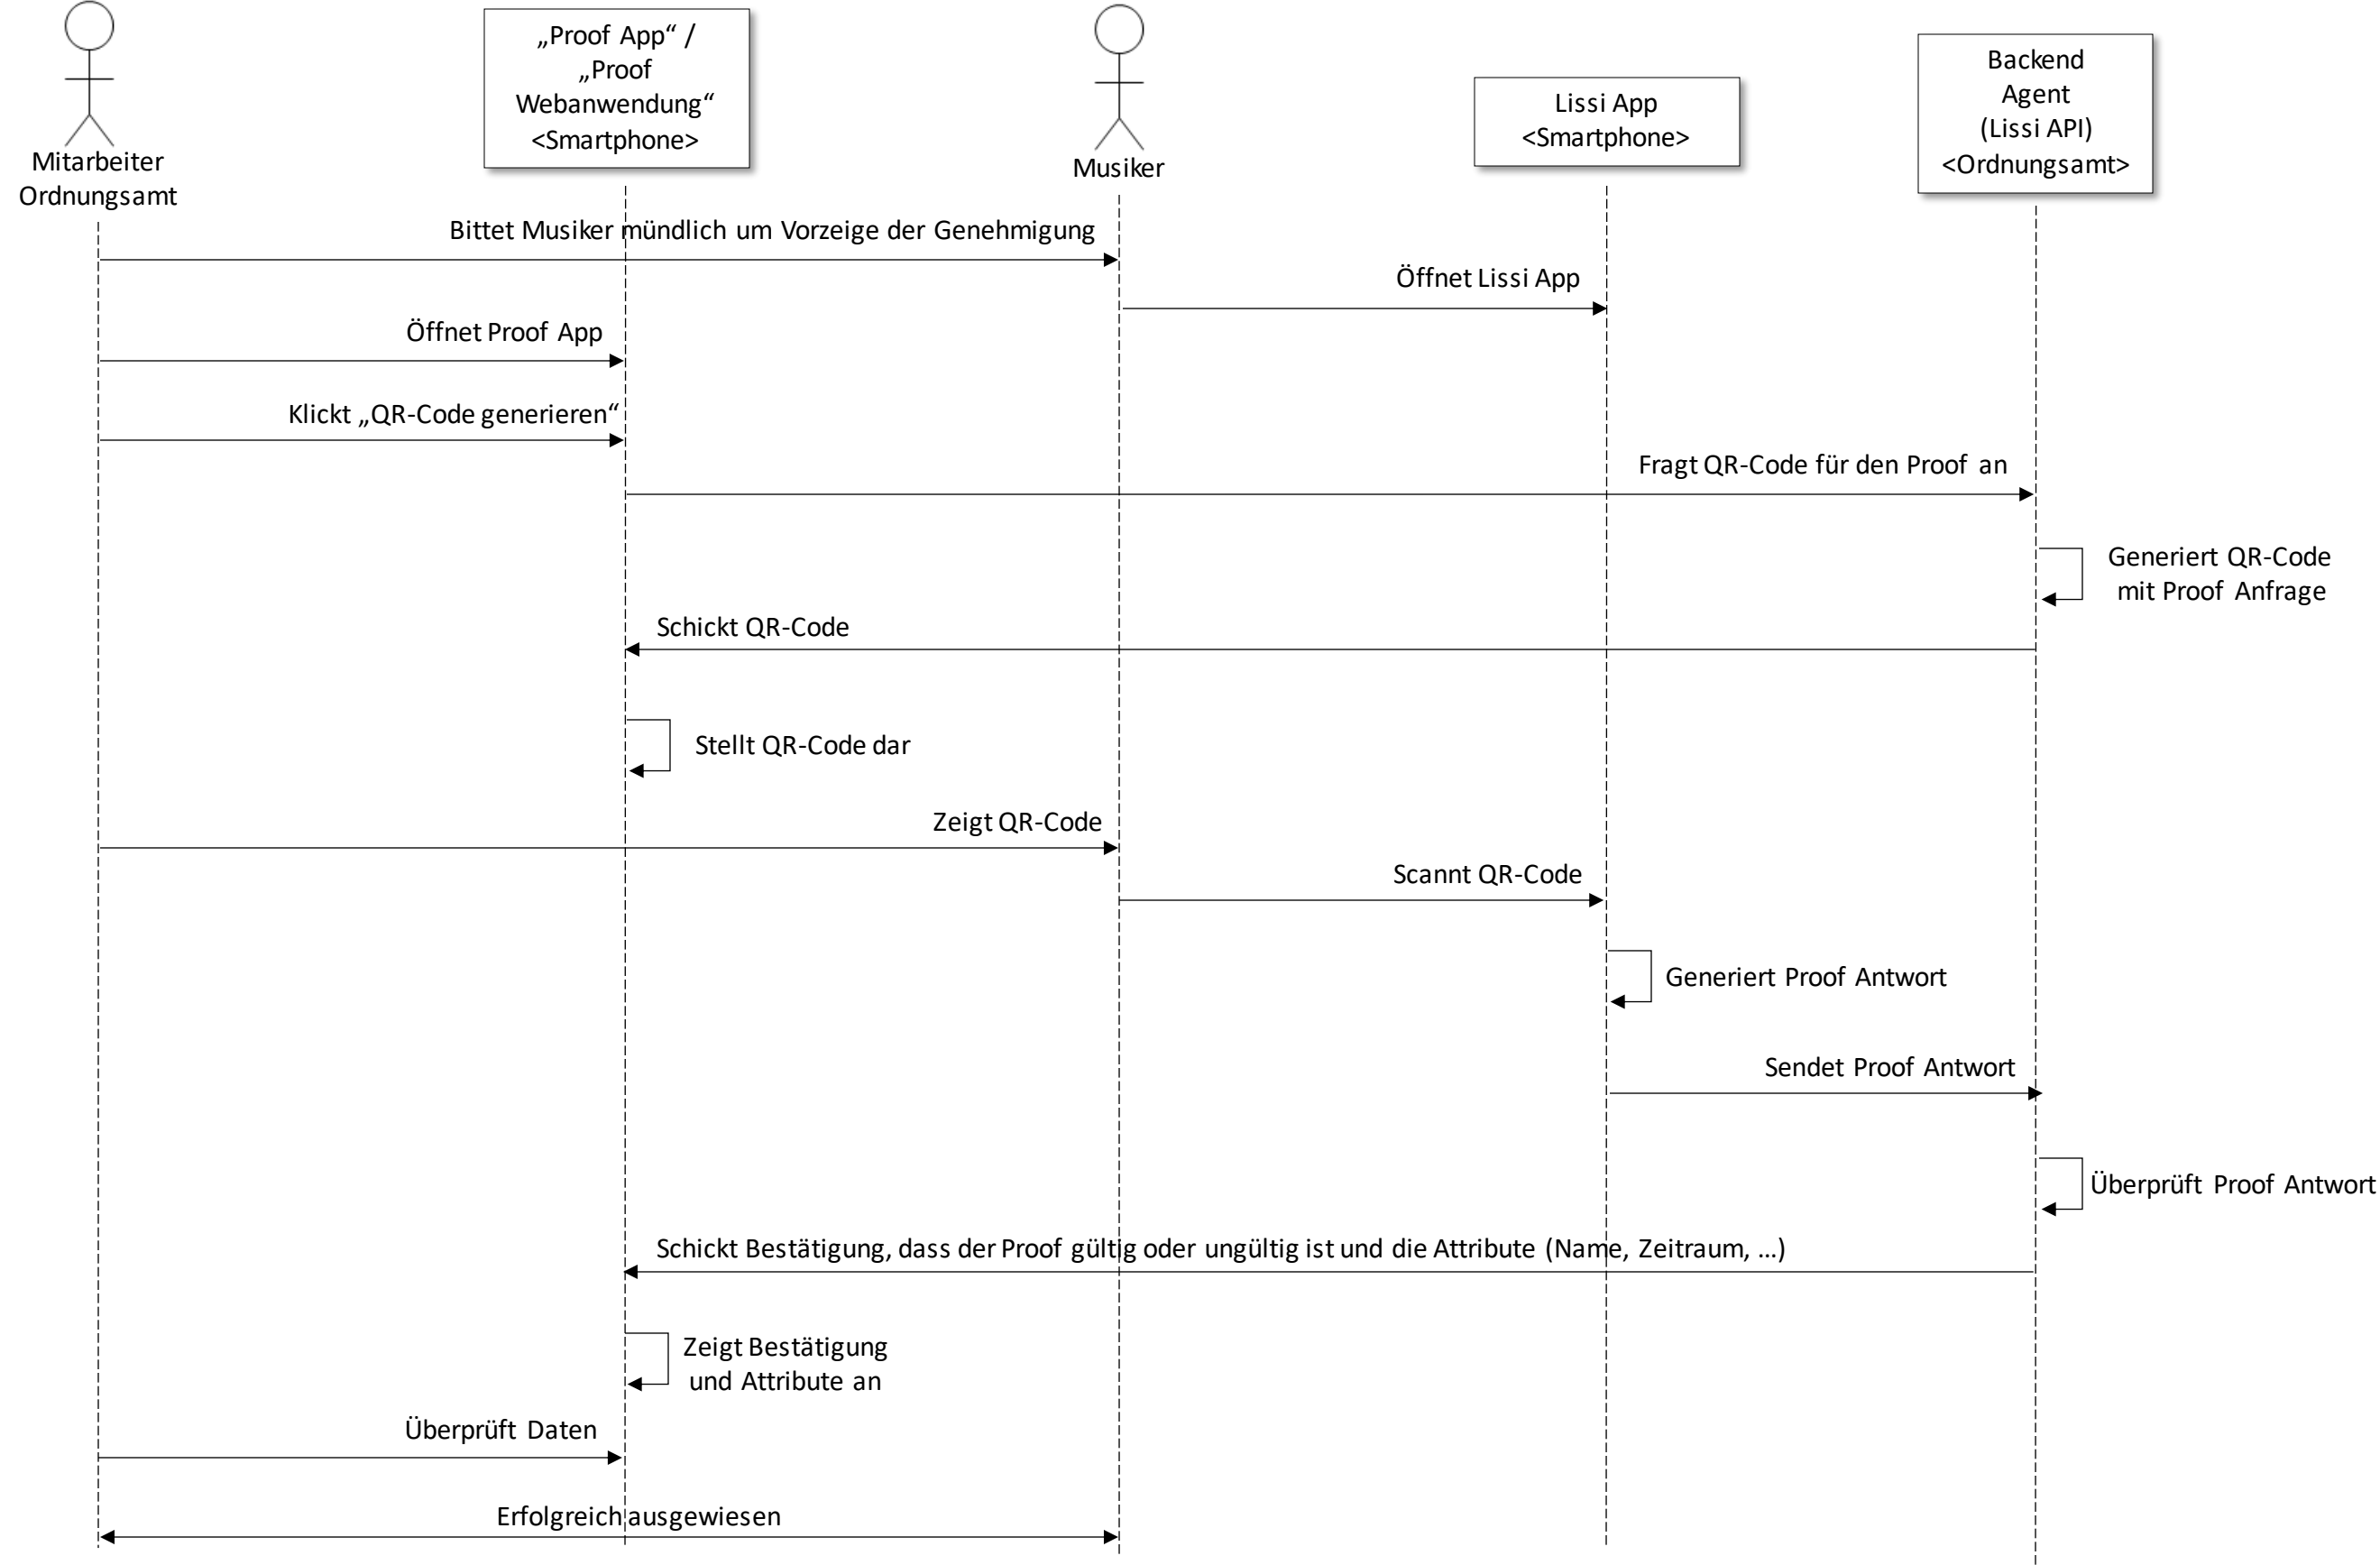 Mitarbeiter
Ordnungsamt
„Proof App“ /
„Proof
Webanwendung“
<Smartphone>
Musiker
Lissi App
<Smartphone>
Backend
Agent
(Lissi API)
<Ordnungsamt>
Bittet Musiker mündlich um Vorzeige der Genehmigung
Öffnet Lissi App
Öffnet Proof App
Klickt „QR-Code generieren“
Fragt QR-Code für den Proof an
Generiert QR-Code
mit Proof Anfrage
Schickt QR-Code
Stellt QR-Code dar
Zeigt QR-Code
Scannt QR-Code
Generiert Proof Antwort
Sendet Proof Antwort
Überprüft Proof Antwort
Schickt Bestätigung, dass der Proof gültig oder ungültig ist und die Attribute (Name, Zeitraum, ...)
Zeigt Bestätigung
und Attribute an
Überprüft Daten
Erfolgreich ausgewiesen